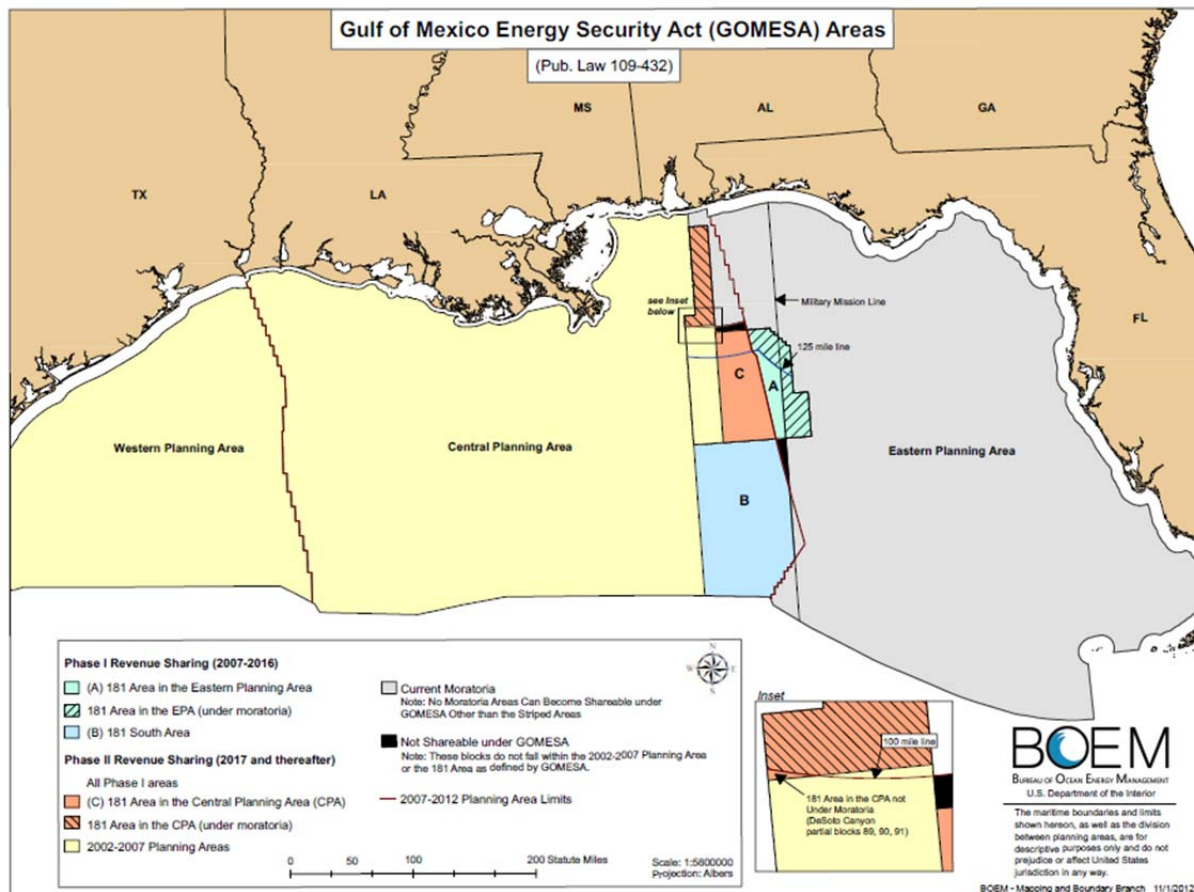 Gulf of Mexico Energy Security Act (GOMESA) Areas
(Pub. Law 109-432)
MS
AL
GA
TX
LA
FL
see Inset
below
Military Mission Line
125 mile line
C
A
Western Planning Area
Central Planning Area
Eastern Planning Area
B
Phase I Revenue Sharing (2007-2016)
(A) 181 Area in the Eastern Planning Area
181 Area in the EPA (under moratoria)
(B) 181 South Area
Phase II Revenue Sharing (2017 and thereafter)
All Phase I areas
(C) 181 Area in the Central Planning Area (CPA)
181 Area in the CPA (under moratoria)
2002-2007 Planning Areas
N
W E
S
Current Moratoria
Note: No Moratoria Areas Can Become Shareable under
GOMESA Other than the Striped Areas
Not Shareable under GOMESA
Note: These blocks do not fall within the 2002-2007 Planning Area
or the 181 Area as defined by GOMESA.
2007-2012 Planning Area Limits
0 50 100 200 Statute Miles
Scale: 1:5800000
Projection: Albers
Inset
100 mile line
181 Area in the CPA not
Under Moratoria
(DeSoto Canyon
partial blocks 89, 90, 91)
BOEM
BUREAU OF OCEAN ENERGY MANAGEMENT
U.S. Department of the Interior
The maritime boundaries and limits
shown hereon, as well as the division
between planning areas, are for
descriptive purposes only and do not
prejudice or affect United States
jurisdiction in any way.
BOEM - Mapping and Boundary Branch 11/1/2012